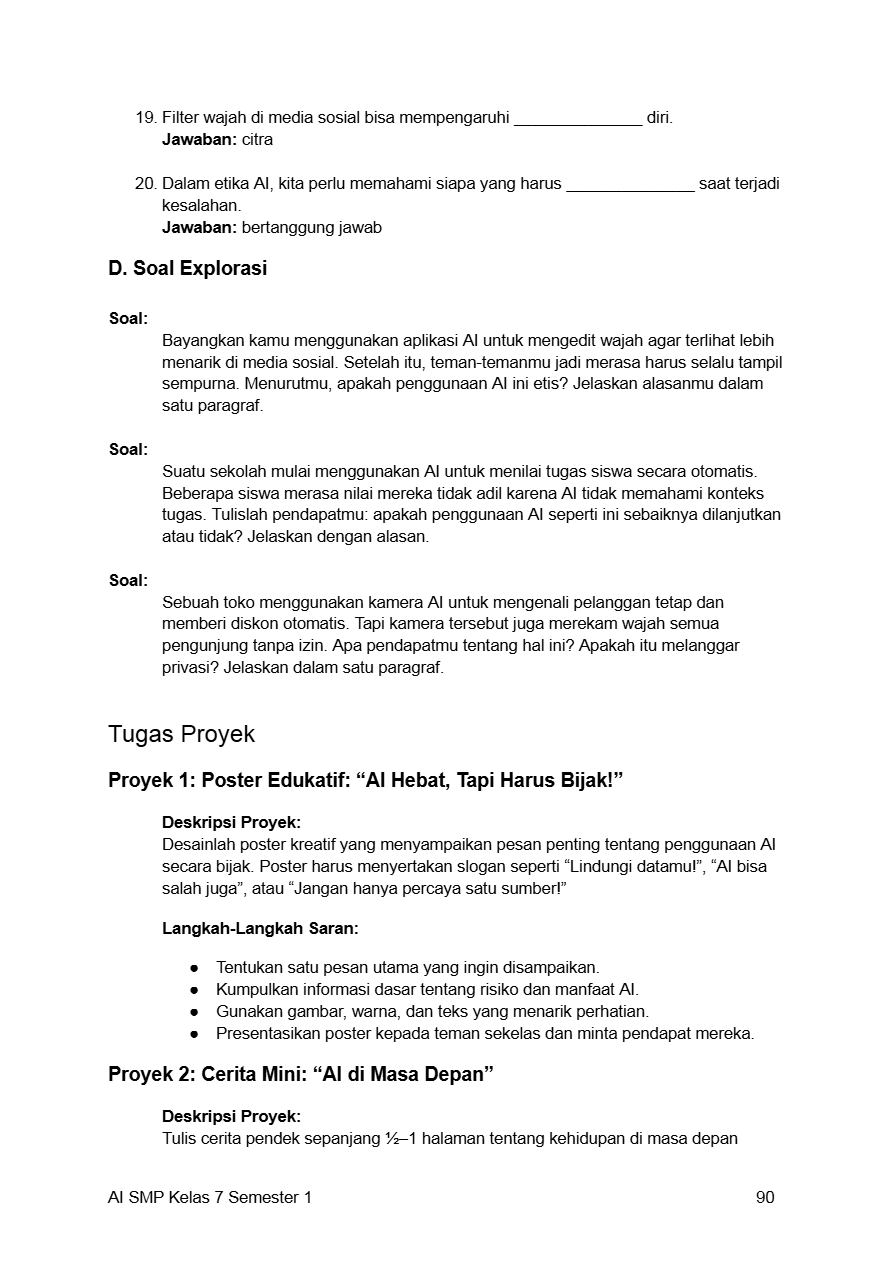 19. Filter wajah di media sosial bisa mempengaruhi ______________ diri.
Jawaban: citra
20. Dalam etika AI, kita perlu memahami siapa yang harus ______________ saat terjadi
kesalahan.
Jawaban: bertanggung jawab
D. Soal Explorasi
Soal:
Bayangkan kamu menggunakan aplikasi AI untuk mengedit wajah agar terlihat lebih
menarik di media sosial. Setelah itu, teman-temanmu jadi merasa harus selalu tampil
sempurna. Menurutmu, apakah penggunaan AI ini etis? Jelaskan alasanmu dalam
satu paragraf.
Soal:
Suatu sekolah mulai menggunakan AI untuk menilai tugas siswa secara otomatis.
Beberapa siswa merasa nilai mereka tidak adil karena AI tidak memahami konteks
tugas. Tulislah pendapatmu: apakah penggunaan AI seperti ini sebaiknya dilanjutkan
atau tidak? Jelaskan dengan alasan.
Soal:
Sebuah toko menggunakan kamera AI untuk mengenali pelanggan tetap dan
memberi diskon otomatis. Tapi kamera tersebut juga merekam wajah semua
pengunjung tanpa izin. Apa pendapatmu tentang hal ini? Apakah itu melanggar
privasi? Jelaskan dalam satu paragraf.
Tugas Proyek
Proyek 1: Poster Edukatif: “AI Hebat, Tapi Harus Bijak!”
Deskripsi Proyek:
Desainlah poster kreatif yang menyampaikan pesan penting tentang penggunaan AI
secara bijak. Poster harus menyertakan slogan seperti “Lindungi datamu!”, “AI bisa
salah juga”, atau “Jangan hanya percaya satu sumber!”
Langkah-Langkah Saran:
● Tentukan satu pesan utama yang ingin disampaikan.
● Kumpulkan informasi dasar tentang risiko dan manfaat AI.
● Gunakan gambar, warna, dan teks yang menarik perhatian.
● Presentasikan poster kepada teman sekelas dan minta pendapat mereka.
Proyek 2: Cerita Mini: “AI di Masa Depan”
Deskripsi Proyek:
Tulis cerita pendek sepanjang ½–1 halaman tentang kehidupan di masa depan
AI SMP Kelas 7 Semester 1 90